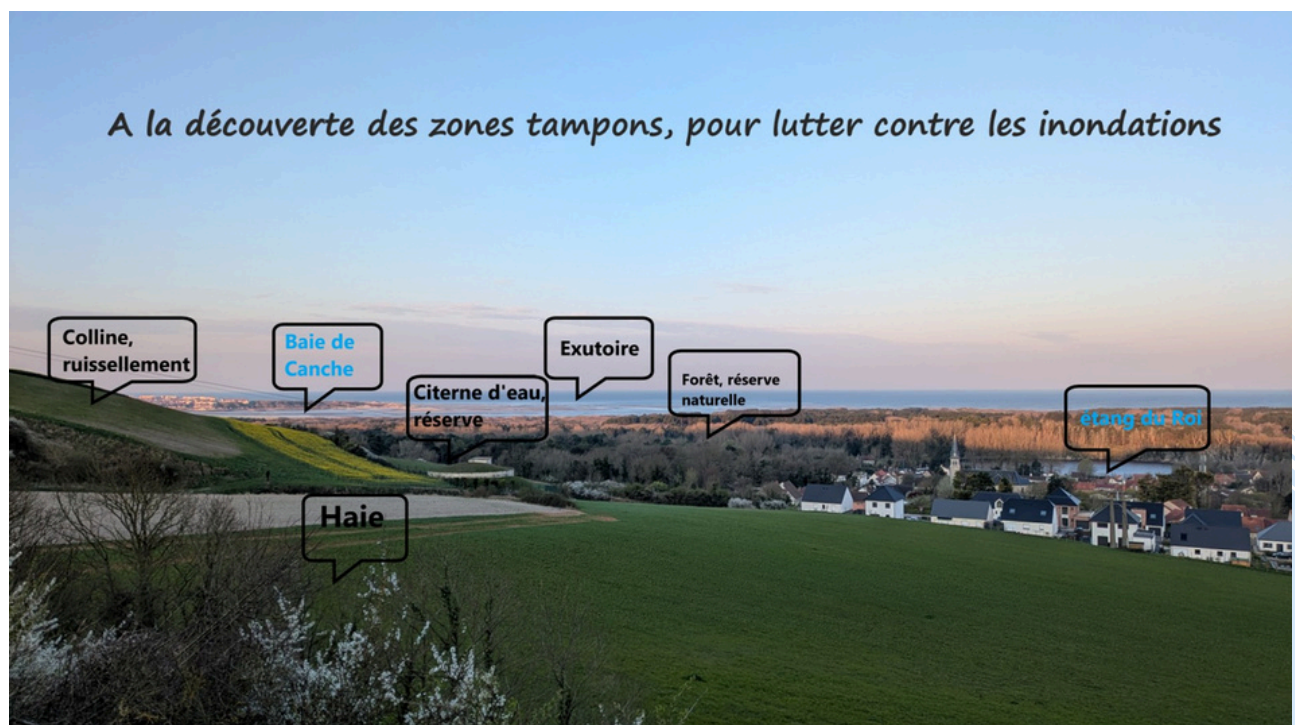 A la découverte des zones tampons, pour lutter contre les inondations
Colline,
ruissellement
Baie de
Canche
Citerne d'eau,
réserve
Exutoire
Forêt, réserve
naturelle
étang du Roi
Haie